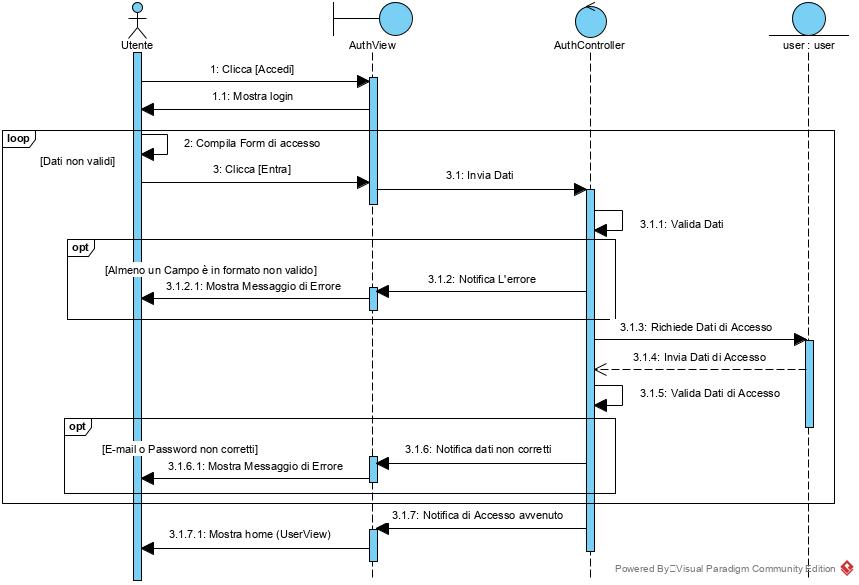 Utente
AuthView
AuthController
user : user
1: Clicca [Accedi]
1.1: Mostra login
loop
2: Compila Form di accesso
[Dati non validi]
3: Clicca [Entra]
3.1: Invia Dati
3.1.1: Valida Dati
opt
[Almeno un Campo è in formato non valido]
3.1.2: Notifica L'errore
3.1.2.1: Mostra Messaggio di Errore
3.1.3: Richiede Dati di Accesso
3.1.4: Invia Dati di Accesso
3.1.5: Valida Dati di Accesso
opt
[E-mail o Password non corretti]
3.1.6: Notifica dati non corretti
3.1.6.1: Mostra Messaggio di Errore
3.1.7: Notifica di Accesso avvenuto
3.1.7.1: Mostra home (UserView)
Powered By Visual Paradigm Community Edition